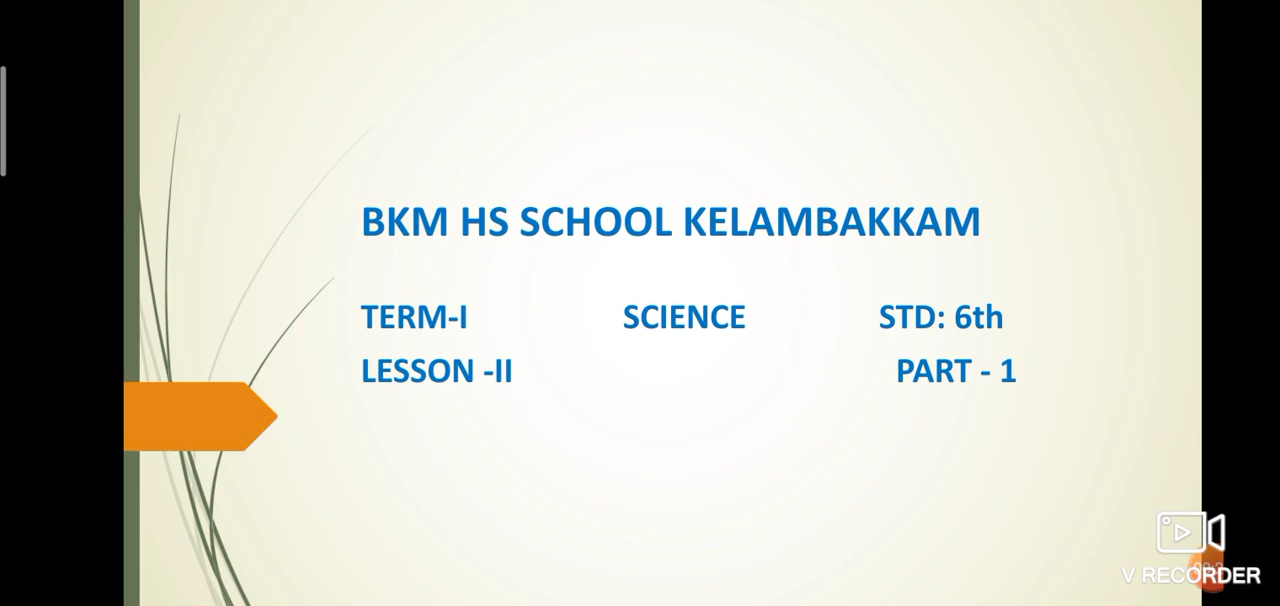 BKM HS SCHOOL KELAMBAKKAM
TERM-I SCIENCE STD: 6th
LESSON -II PART - 1
V RECORDER